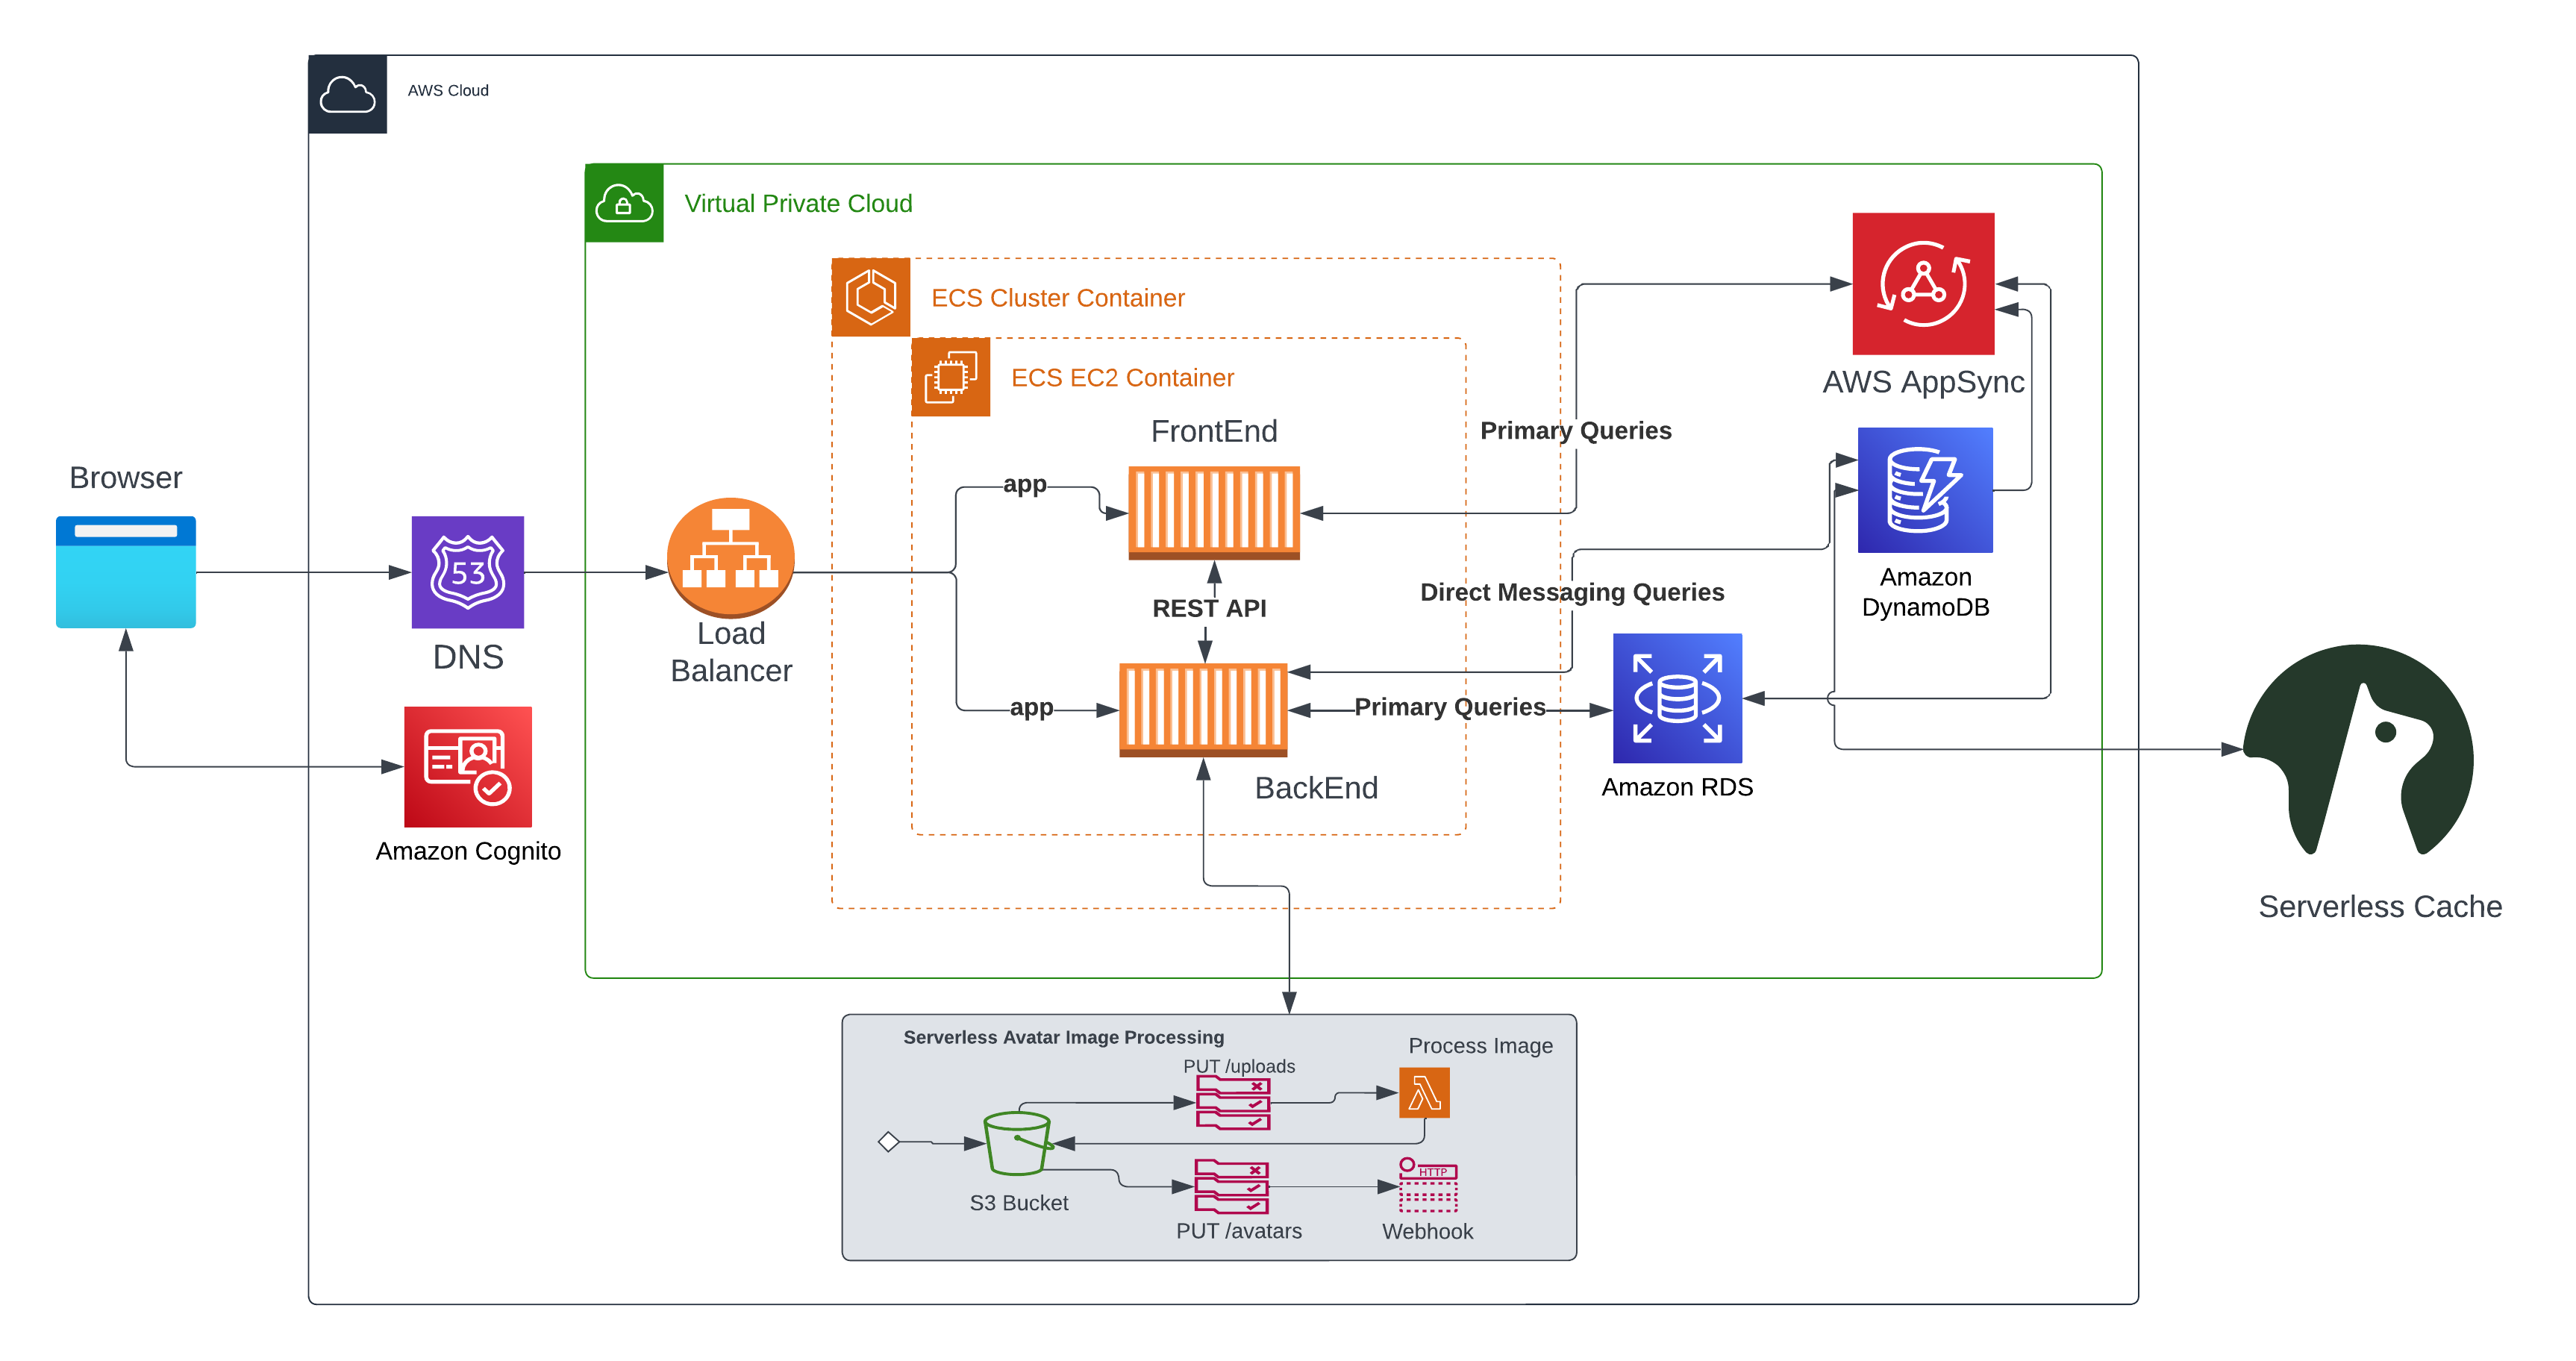 AWS Cloud
Virtual Private Cloud
ECS Cluster Container
ECS EC2 Container
AWS AppSync
FrontEnd
Primary Queries
Browser
app
53
DNS
Amazon
DynamoDB
Direct Messaging Queries
REST API
Load
Balancer
app
Primary Queries
BackEnd
Amazon RDS
Amazon Cognito
Serverless Cache
Serverless Avatar Image Processing
Process Image
PUT /uploads
HTTP
S3 Bucket
PUT /avatars
Webhook